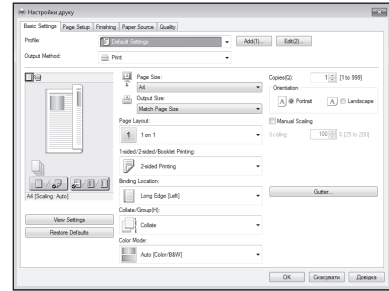 Настройки друку
Basic Settings Page Setup Finishing Paper Source Quality
Profile: Default Settings Add(1)... Edit(2)...
Output Method: Print
Page Size:
A4
Output Size:
Match Page Size
Copies(Q): 1 [1 to 999]
Orientation
A Portrait A Landscape
Page Layout:
1 1 on 1
Manual Scaling
Scaling: 100 % [25 to 200]
1-sided/2-sided/Booklet Printing:
2-sided Printing
Binding Location:
Long Edge [Left]
Gutter...
A4 [Scaling: Auto]
Collate/Group(H):
Collate
View Settings
Restore Defaults
Color Mode:
Auto [Color/B&W]
OK Скасувати Довідка